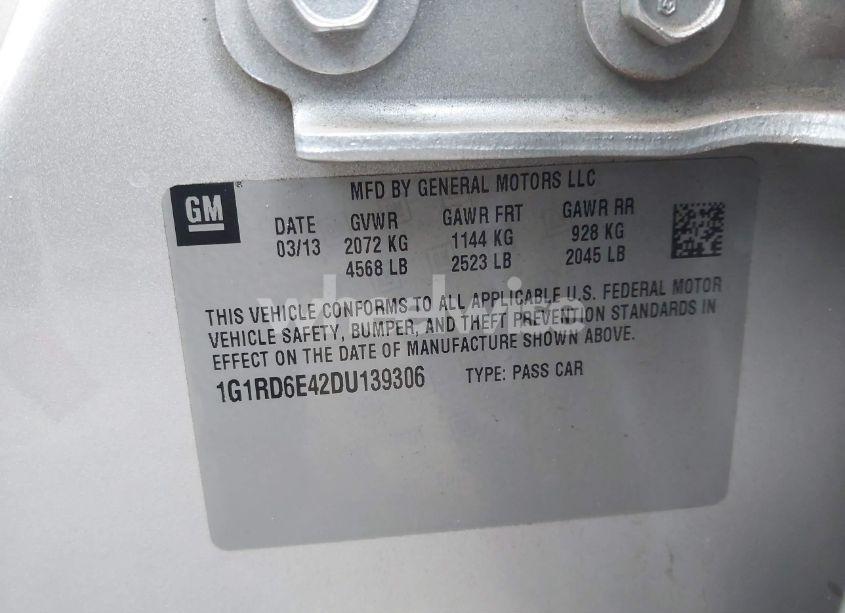 GM
MFD BY GENERAL MOTORS LLC
DATE GVWR GAWR FRT GAWR RR
03/13 2072 KG 1144 KG 928 KG
4568 LB 2523 LB 2045 LB
THIS VEHICLE CONFORMS TO ALL APPLICABLE U.S. FEDERAL MOTOR
VEHICLE SAFETY, BUMPER, AND THEFT PREVENTION STANDARDS IN
EFFECT ON THE DATE OF MANUFACTURE SHOWN ABOVE.
1G1RD6E42DU139306 TYPE: PASS CAR
wheelwise